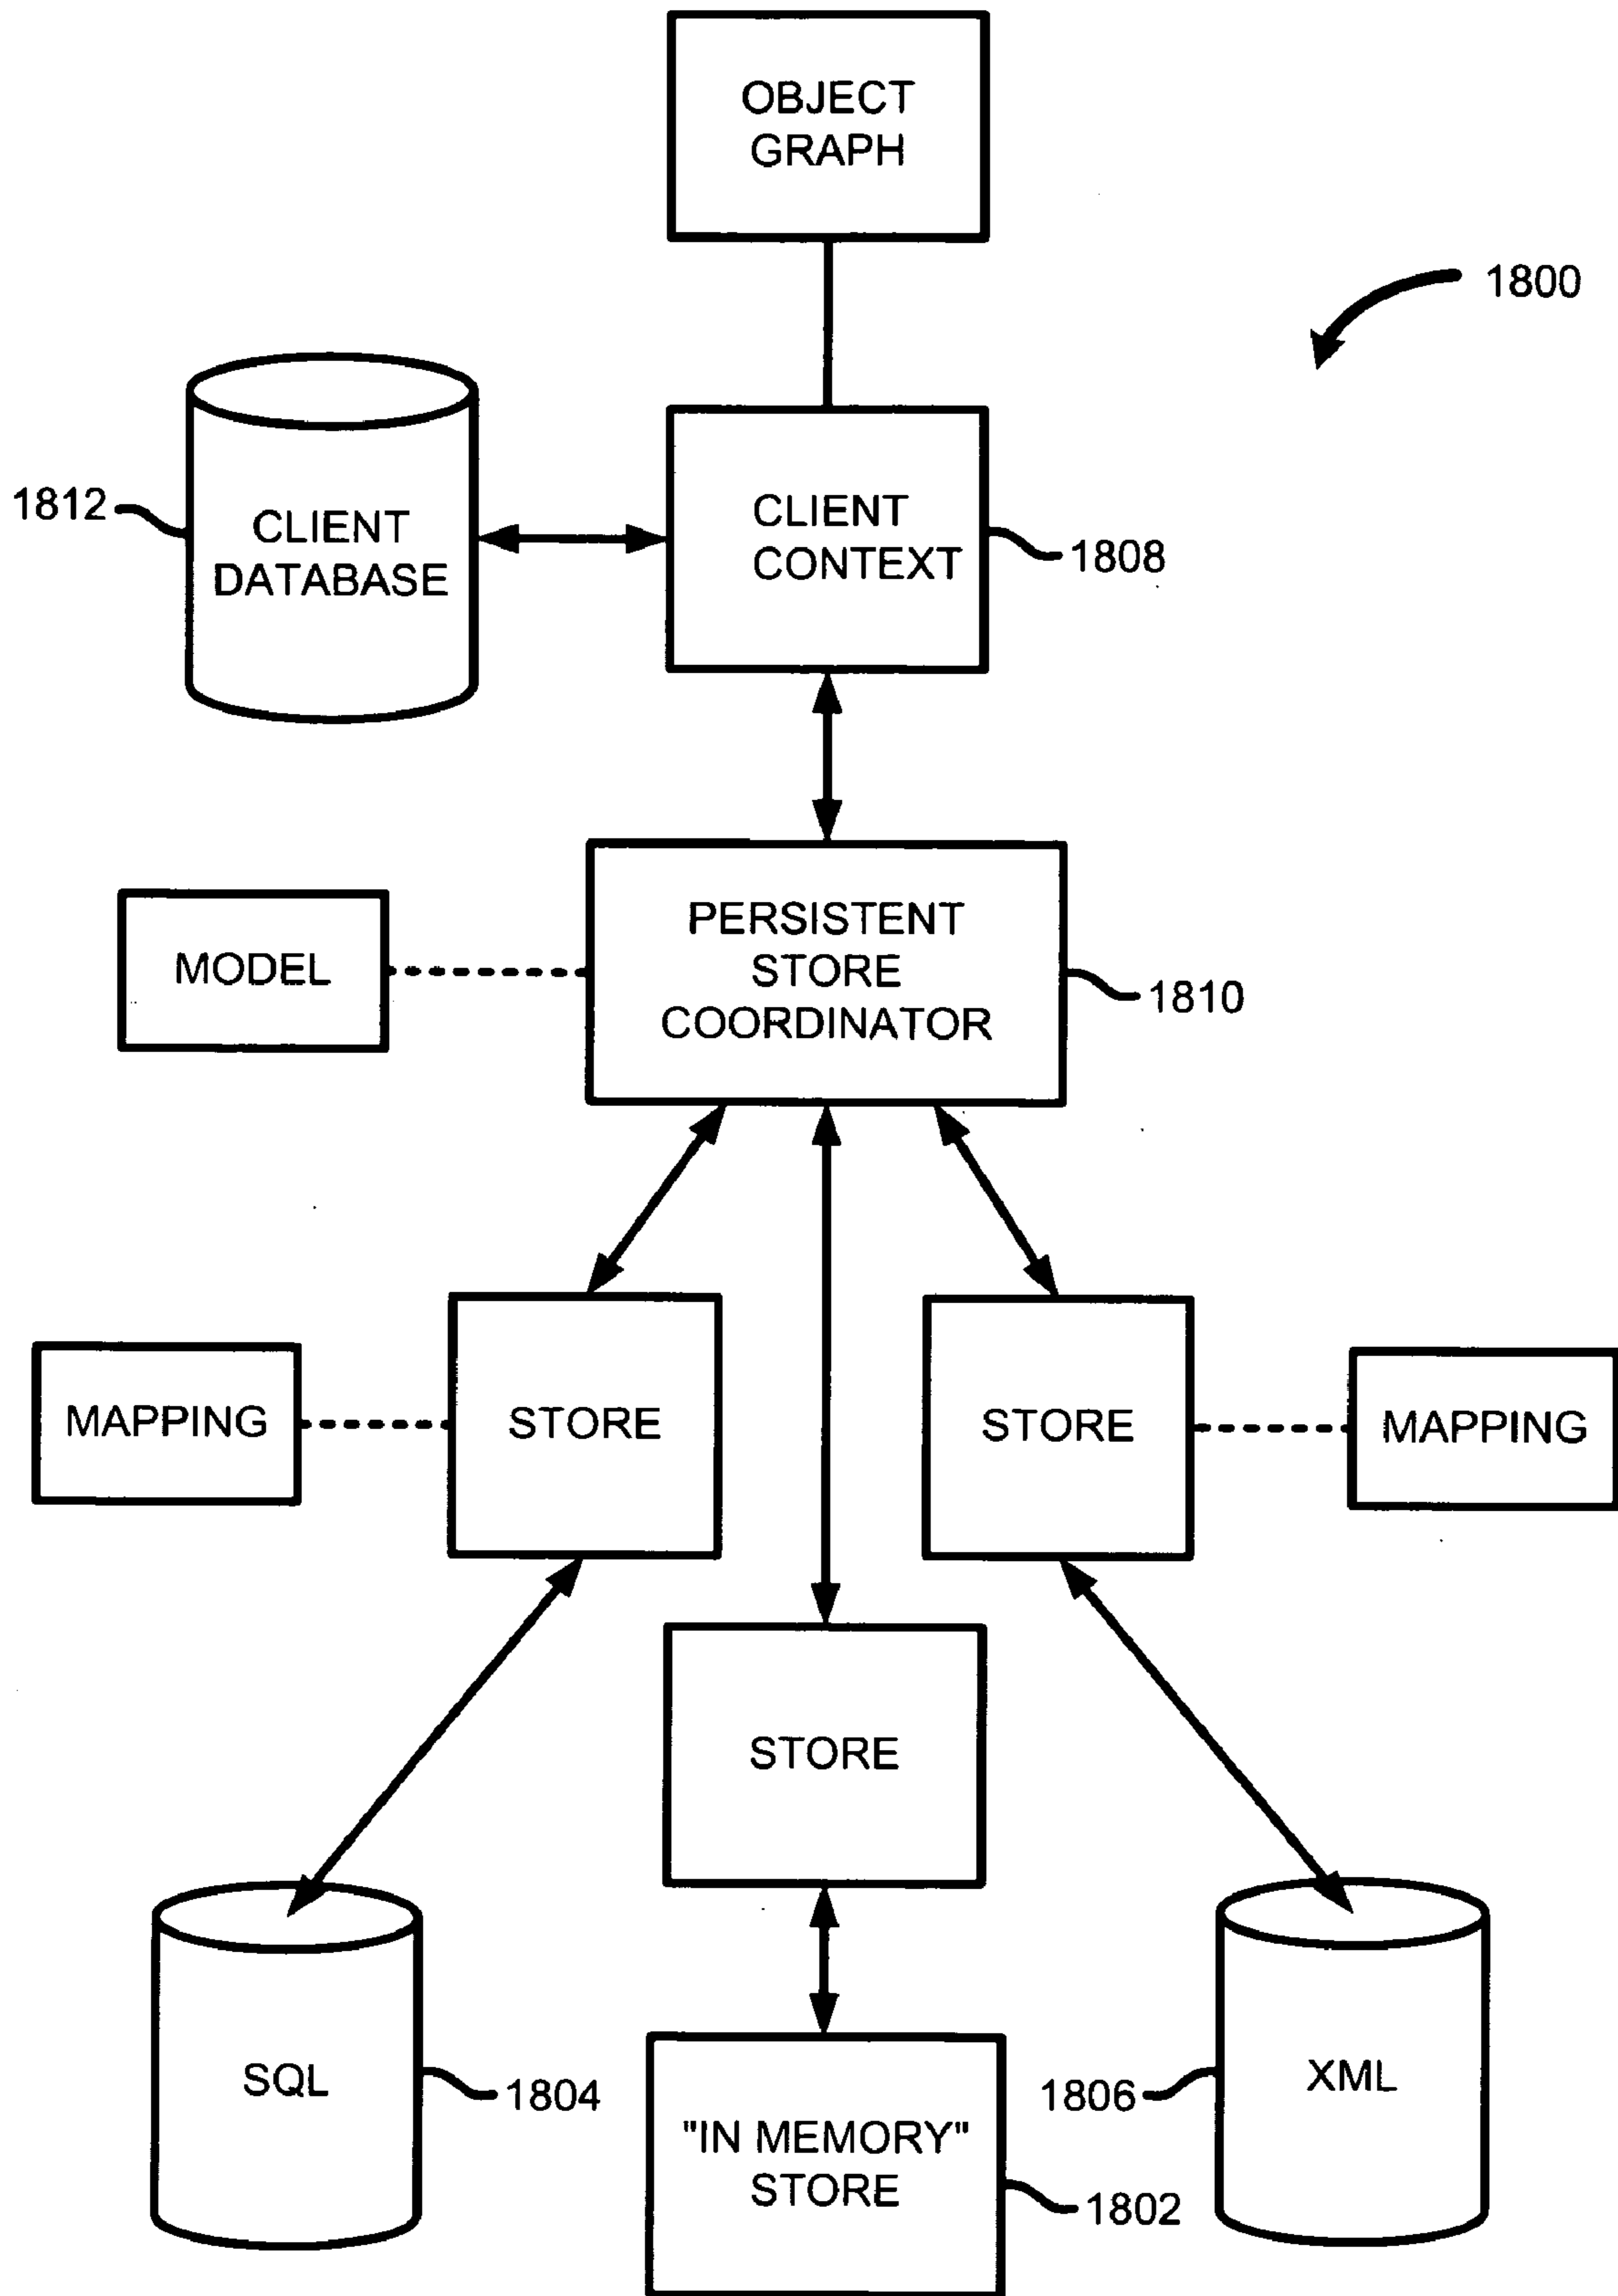 OBJECT
GRAPH
1800
1812
CLIENT
DATABASE
CLIENT
CONTEXT
1808
MODEL
PERSISTENT
STORE
COORDINATOR
1810
MAPPING
STORE
STORE
MAPPING
STORE
SQL
1804
"IN MEMORY"
STORE
1802
1806
XML